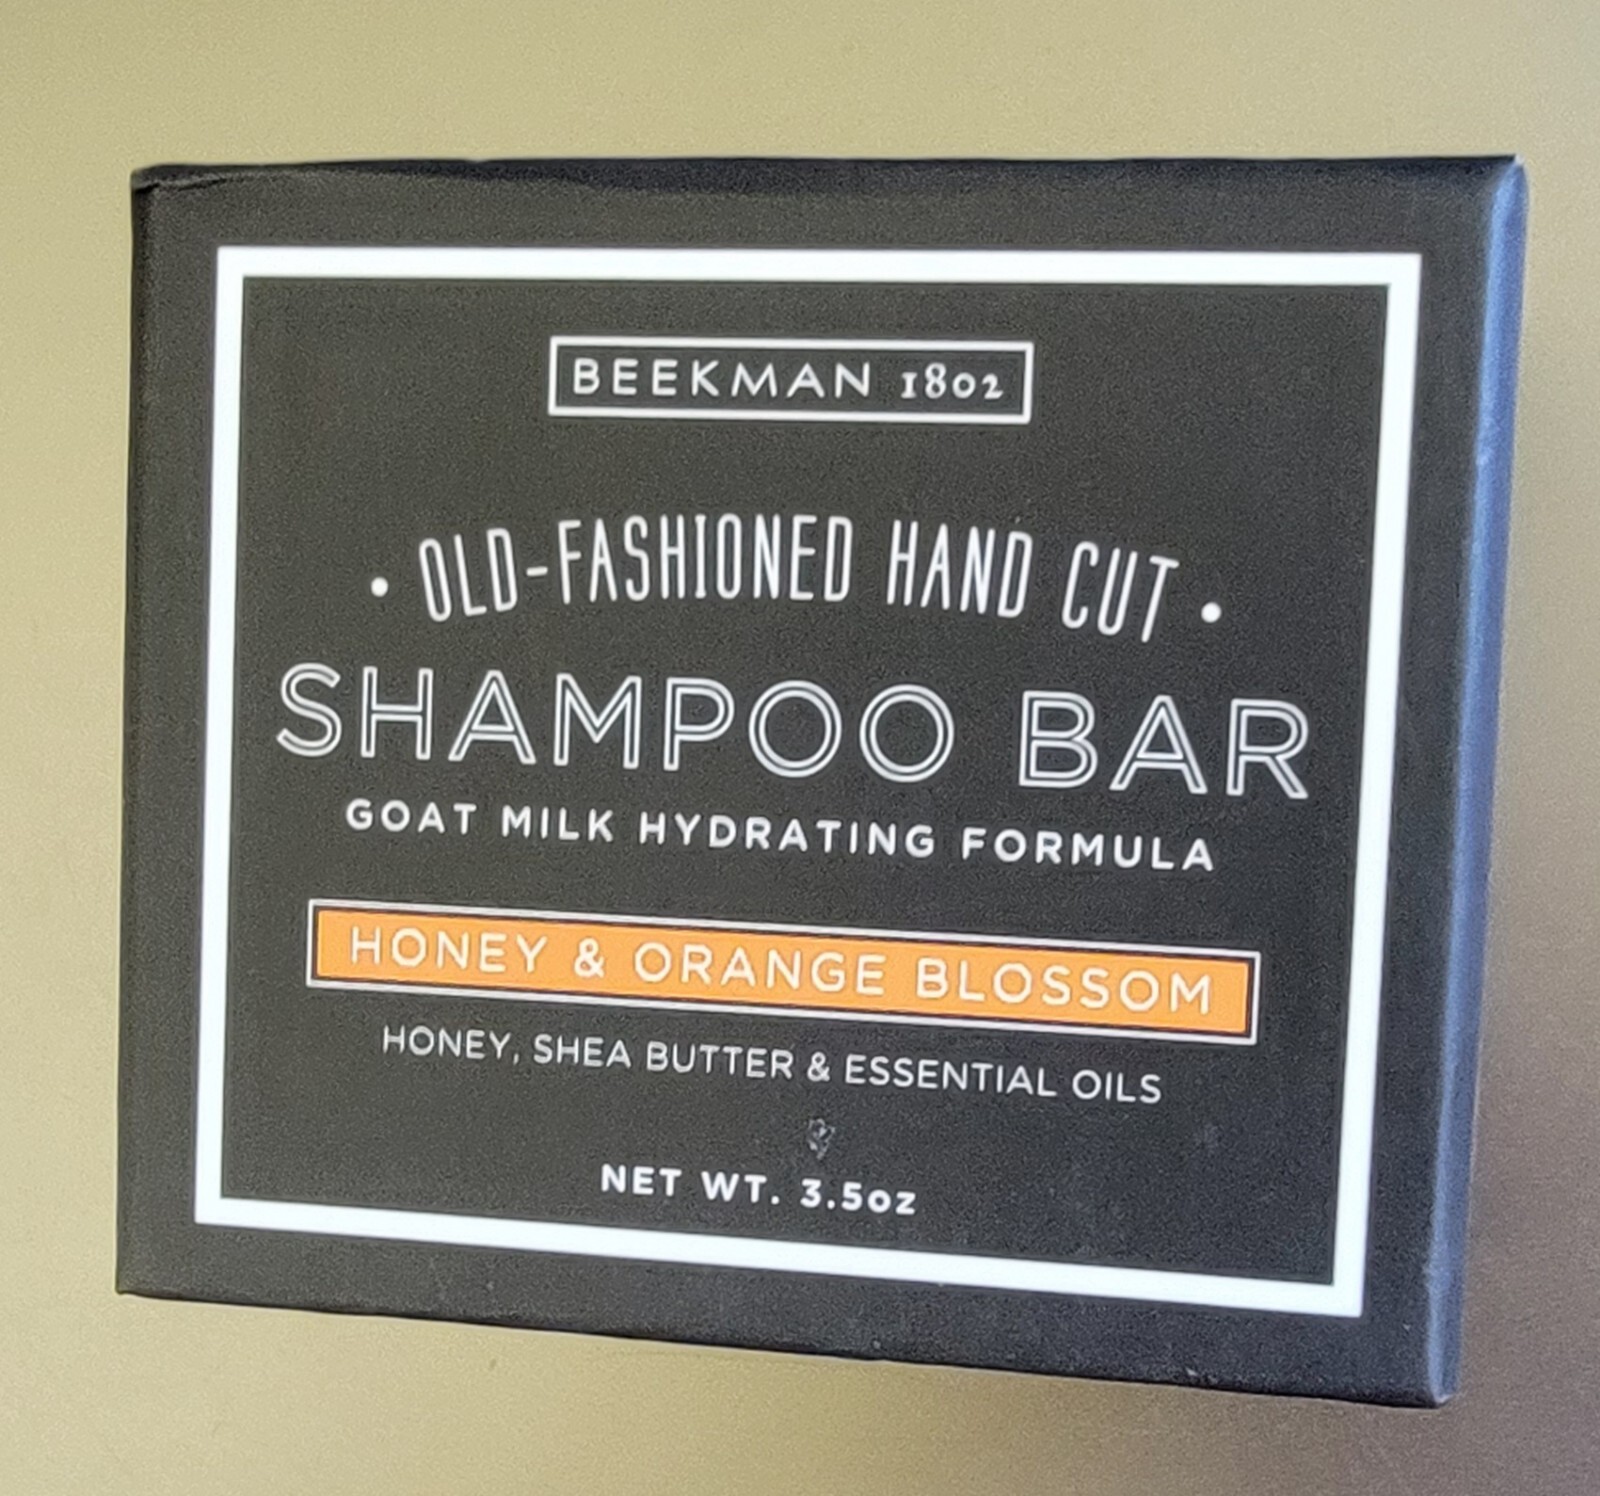 BEEKMAN 1802
• OLD-FASHIONED HAND CUT •
SHAMPOO BAR
GOAT MILK HYDRATING FORMULA
HONEY & ORANGE BLOSSOM
HONEY, SHEA BUTTER & ESSENTIAL OILS
NET WT. 3.5oz